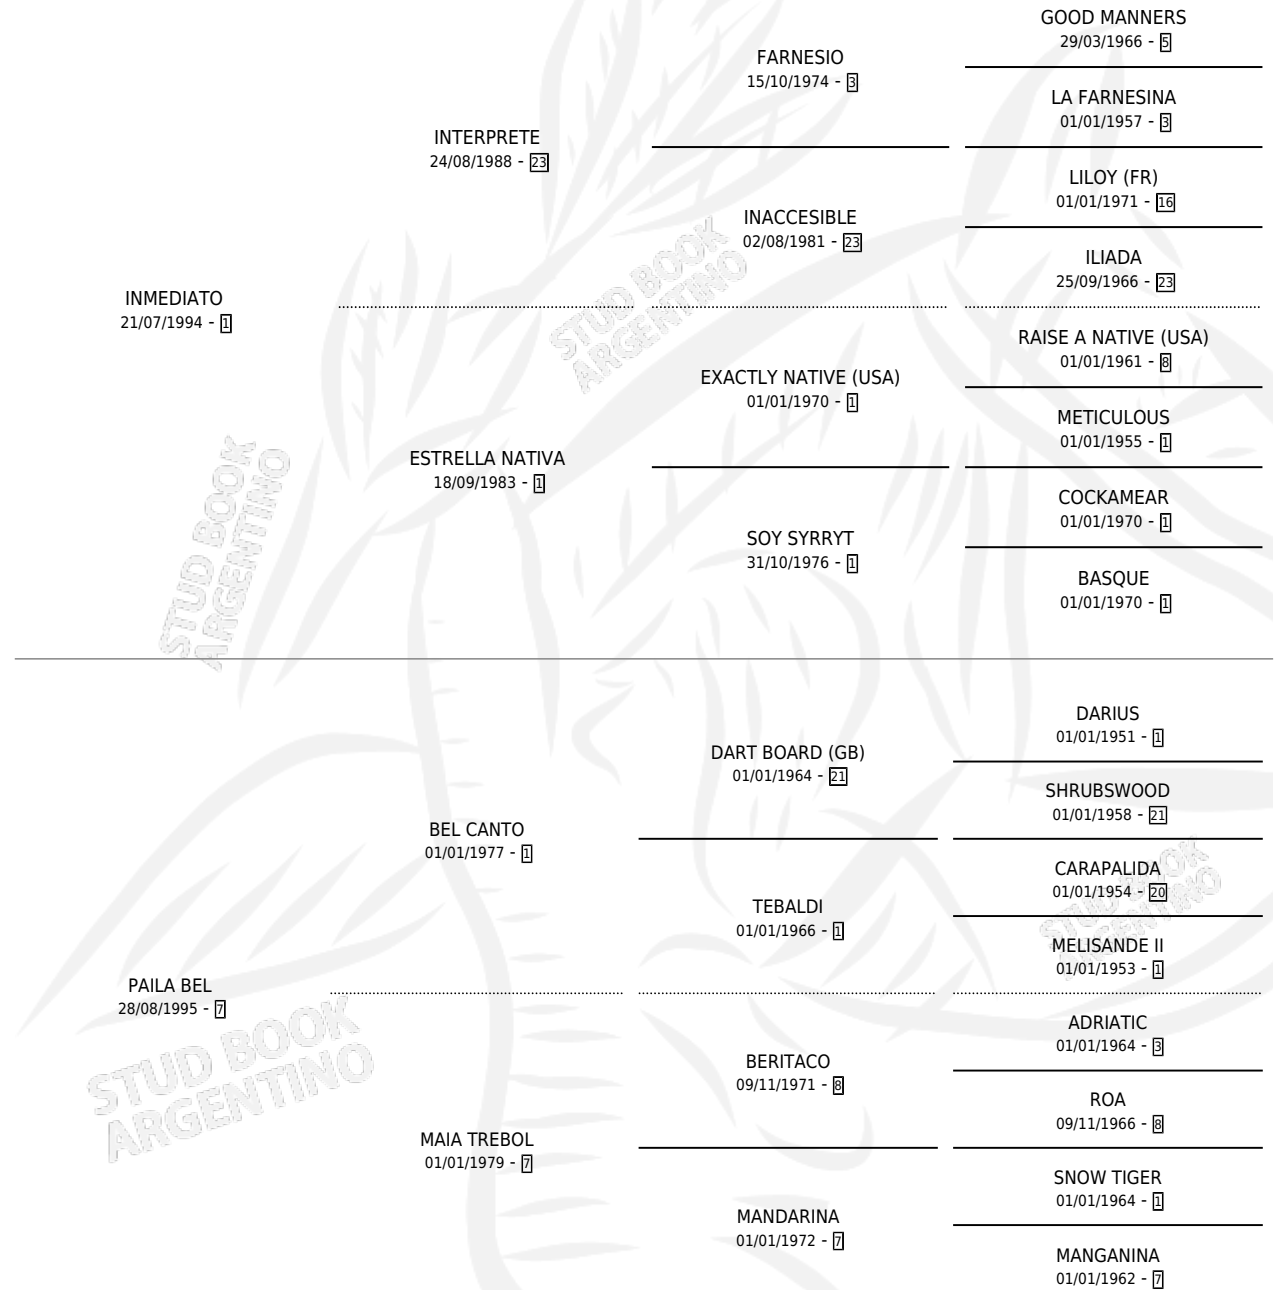 GOOD MANNERS
29/03/1966 - 5
FARNESIO
15/10/1974 - 3
LA FARNESINA
01/01/1957 - 3
INTERPRETE
24/08/1988 - 23
LILOY (FR)
01/01/1971 - 16
INACCESIBLE
02/08/1981 - 23
ILIADA
25/09/1966 - 23
INMEDIATO
21/07/1994 - 1
RAISE A NATIVE (USA)
01/01/1961 - 8
EXACTLY NATIVE (USA)
01/01/1970 - 1
METICULOUS
01/01/1955 - 1
ESTRELLA NATIVA
18/09/1983 - 1
COCKAMEAR
01/01/1970 - 1
SOY SYRRYT
31/10/1976 - 1
BASQUE
01/01/1970 - 1
DARIUS
01/01/1951 - 1
DART BOARD (GB)
01/01/1964 - 21
SHRUBSWOOD
01/01/1958 - 21
BEL CANTO
01/01/1977 - 1
CARAPALIDA
01/01/1954 - 20
TEBALDI
01/01/1966 - 1
MELISANDE II
01/01/1953 - 1
PAILA BEL
28/08/1995 - 7
ADRIATIC
01/01/1964 - 3
BERITACO
09/11/1971 - 8
ROA
09/11/1966 - 8
MAIA TREBOL
01/01/1979 - 7
SNOW TIGER
01/01/1964 - 1
MANDARINA
01/01/1972 - 7
MANGANINA
01/01/1962 - 7
STUD BOOK
ARGENTINO
STUD BOOK
ARGENTINO
STUD BOOK
ARGENTINO
STUD BOOK
ARGENTINO